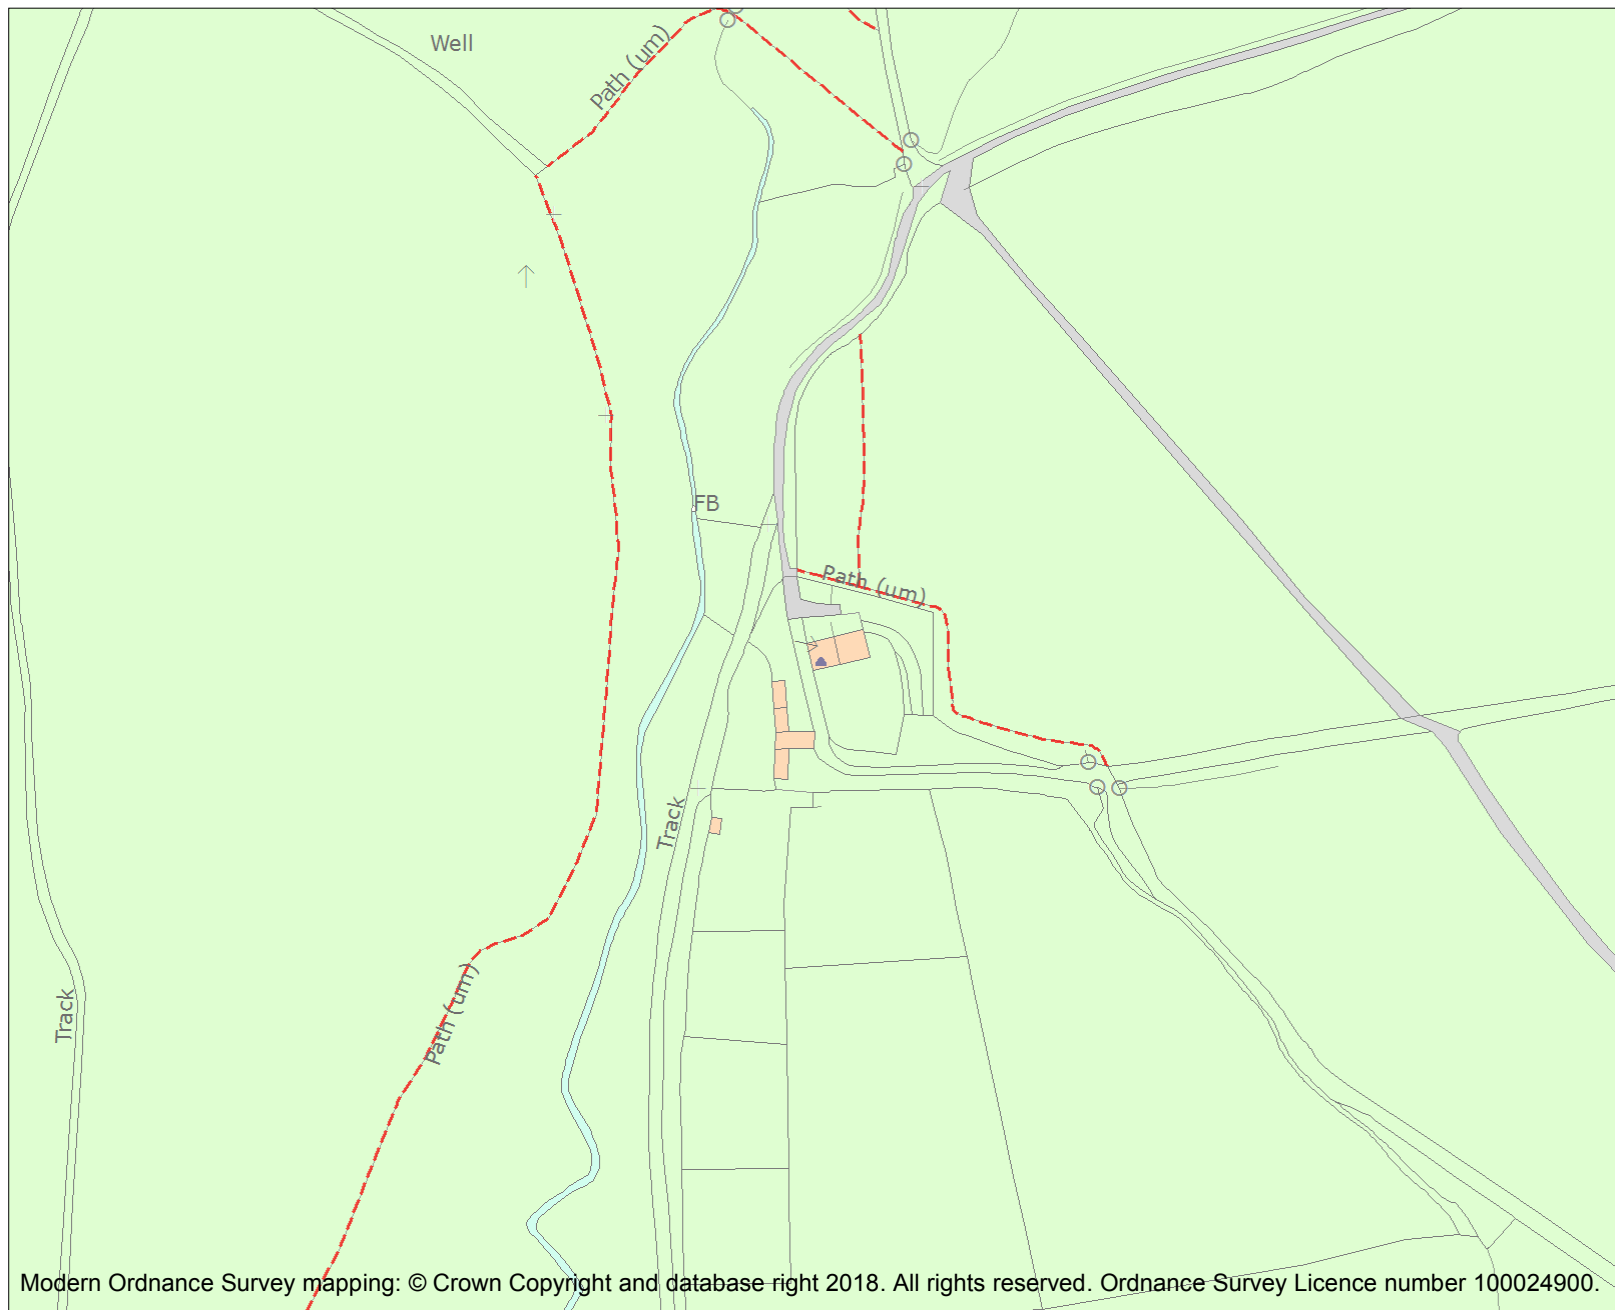 Well
Path (um)
FB
Path (um)
Track
Path (um)
Track
Modern Ordnance Survey mapping: © Crown Copyright and database right 2018. All rights reserved. Ordnance Survey Licence number 100024900.